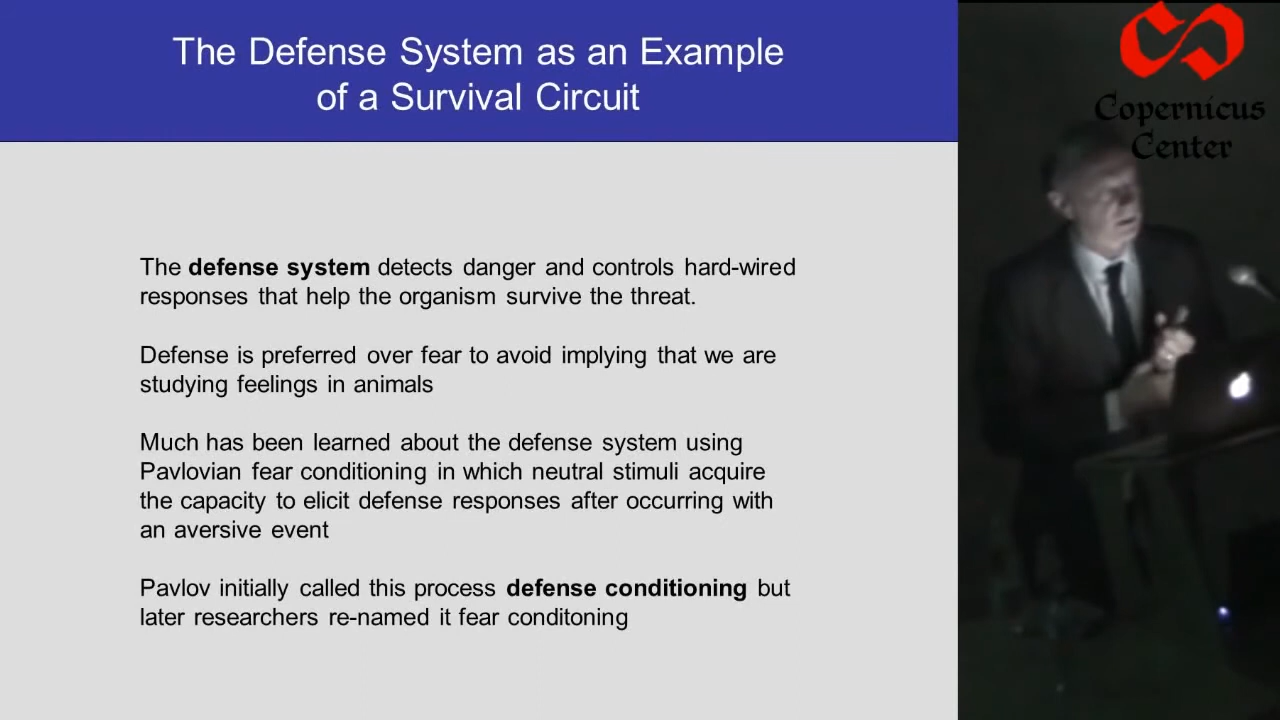 The Defense System as an Example
of a Survival Circuit
Copernicus
Center
The defense system detects danger and controls hard-wired
responses that help the organism survive the threat.
Defense is preferred over fear to avoid implying that we are
studying feelings in animals
Much has been learned about the defense system using
Pavlovian fear conditioning in which neutral stimuli acquire
the capacity to elicit defense responses after occurring with
an aversive event
Pavlov initially called this process defense conditioning but
later researchers re-named it fear conditoning